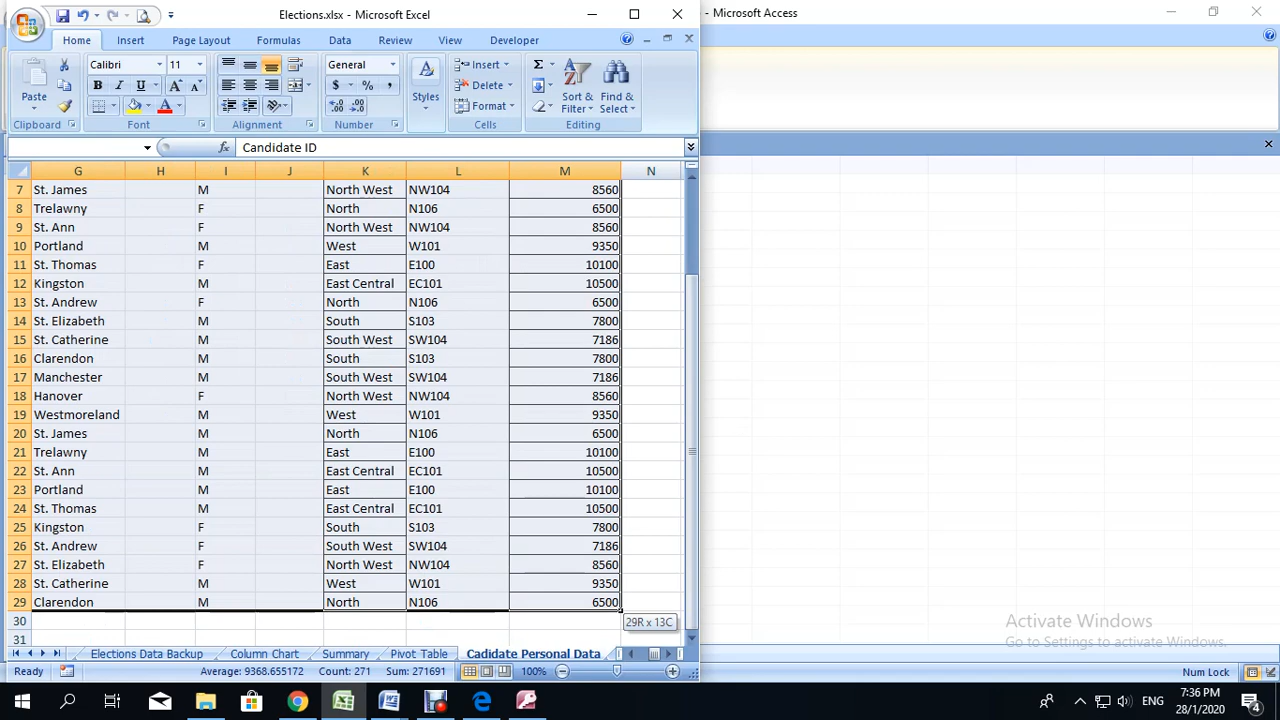 Elections.xlsx - Microsoft Excel
- Microsoft Access
Home Insert Page Layout Formulas Data Review View Developer
Calibri 11 General Insert Σ
Paste B I U A A $ % , Styles Delete Sort & Filter Find & Select
A .00 .0 Format
Clipboard Font Alignment Number Cells Editing
fx Candidate ID
G H I J K L M N
7 St. James M North West NW104 8560
8 Trelawny F North N106 6500
9 St. Ann F North West NW104 8560
10 Portland M West W101 9350
11 St. Thomas F East E100 10100
12 Kingston M East Central EC101 10500
13 St. Andrew F North N106 6500
14 St. Elizabeth M South S103 7800
15 St. Catherine M South West SW104 7186
16 Clarendon M South S103 7800
17 Manchester M South West SW104 7186
18 Hanover F North West NW104 8560
19 Westmoreland M West W101 9350
20 St. James M North N106 6500
21 Trelawny M East E100 10100
22 St. Ann M East Central EC101 10500
23 Portland M East E100 10100
24 St. Thomas M East Central EC101 10500
25 Kingston F South S103 7800
26 St. Andrew F South West SW104 7186
27 St. Elizabeth F North West NW104 8560
28 St. Catherine M West W101 9350
29 Clarendon M North N106 6500
30
29R x 13C
31
Activate Windows
Go to Settings to activate Windows.
Elections Data Backup Column Chart Summary Pivot Table Cadidate Personal Data
Ready Average: 9368.655172 Count: 271 Sum: 271691 100% Num Lock
ENG 7:36 PM
28/1/2020 4